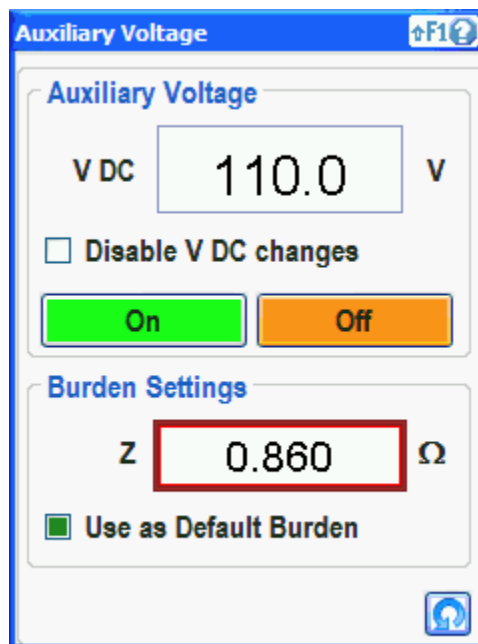 Auxiliary Voltage ⇧F1?
Auxiliary Voltage
V DC 110.0 V
Disable V DC changes
On Off
Burden Settings
Z 0.860 Ω
Use as Default Burden